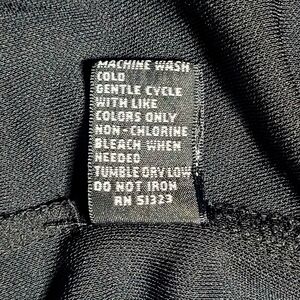 MACHINE WASH
COLD
GENTLE CYCLE
WITH LIKE
COLORS ONLY
NON-CHLORINE
BLEACH WHEN
NEEDED
TUMBLE DRY LOW
DO NOT IRON
RN 51323